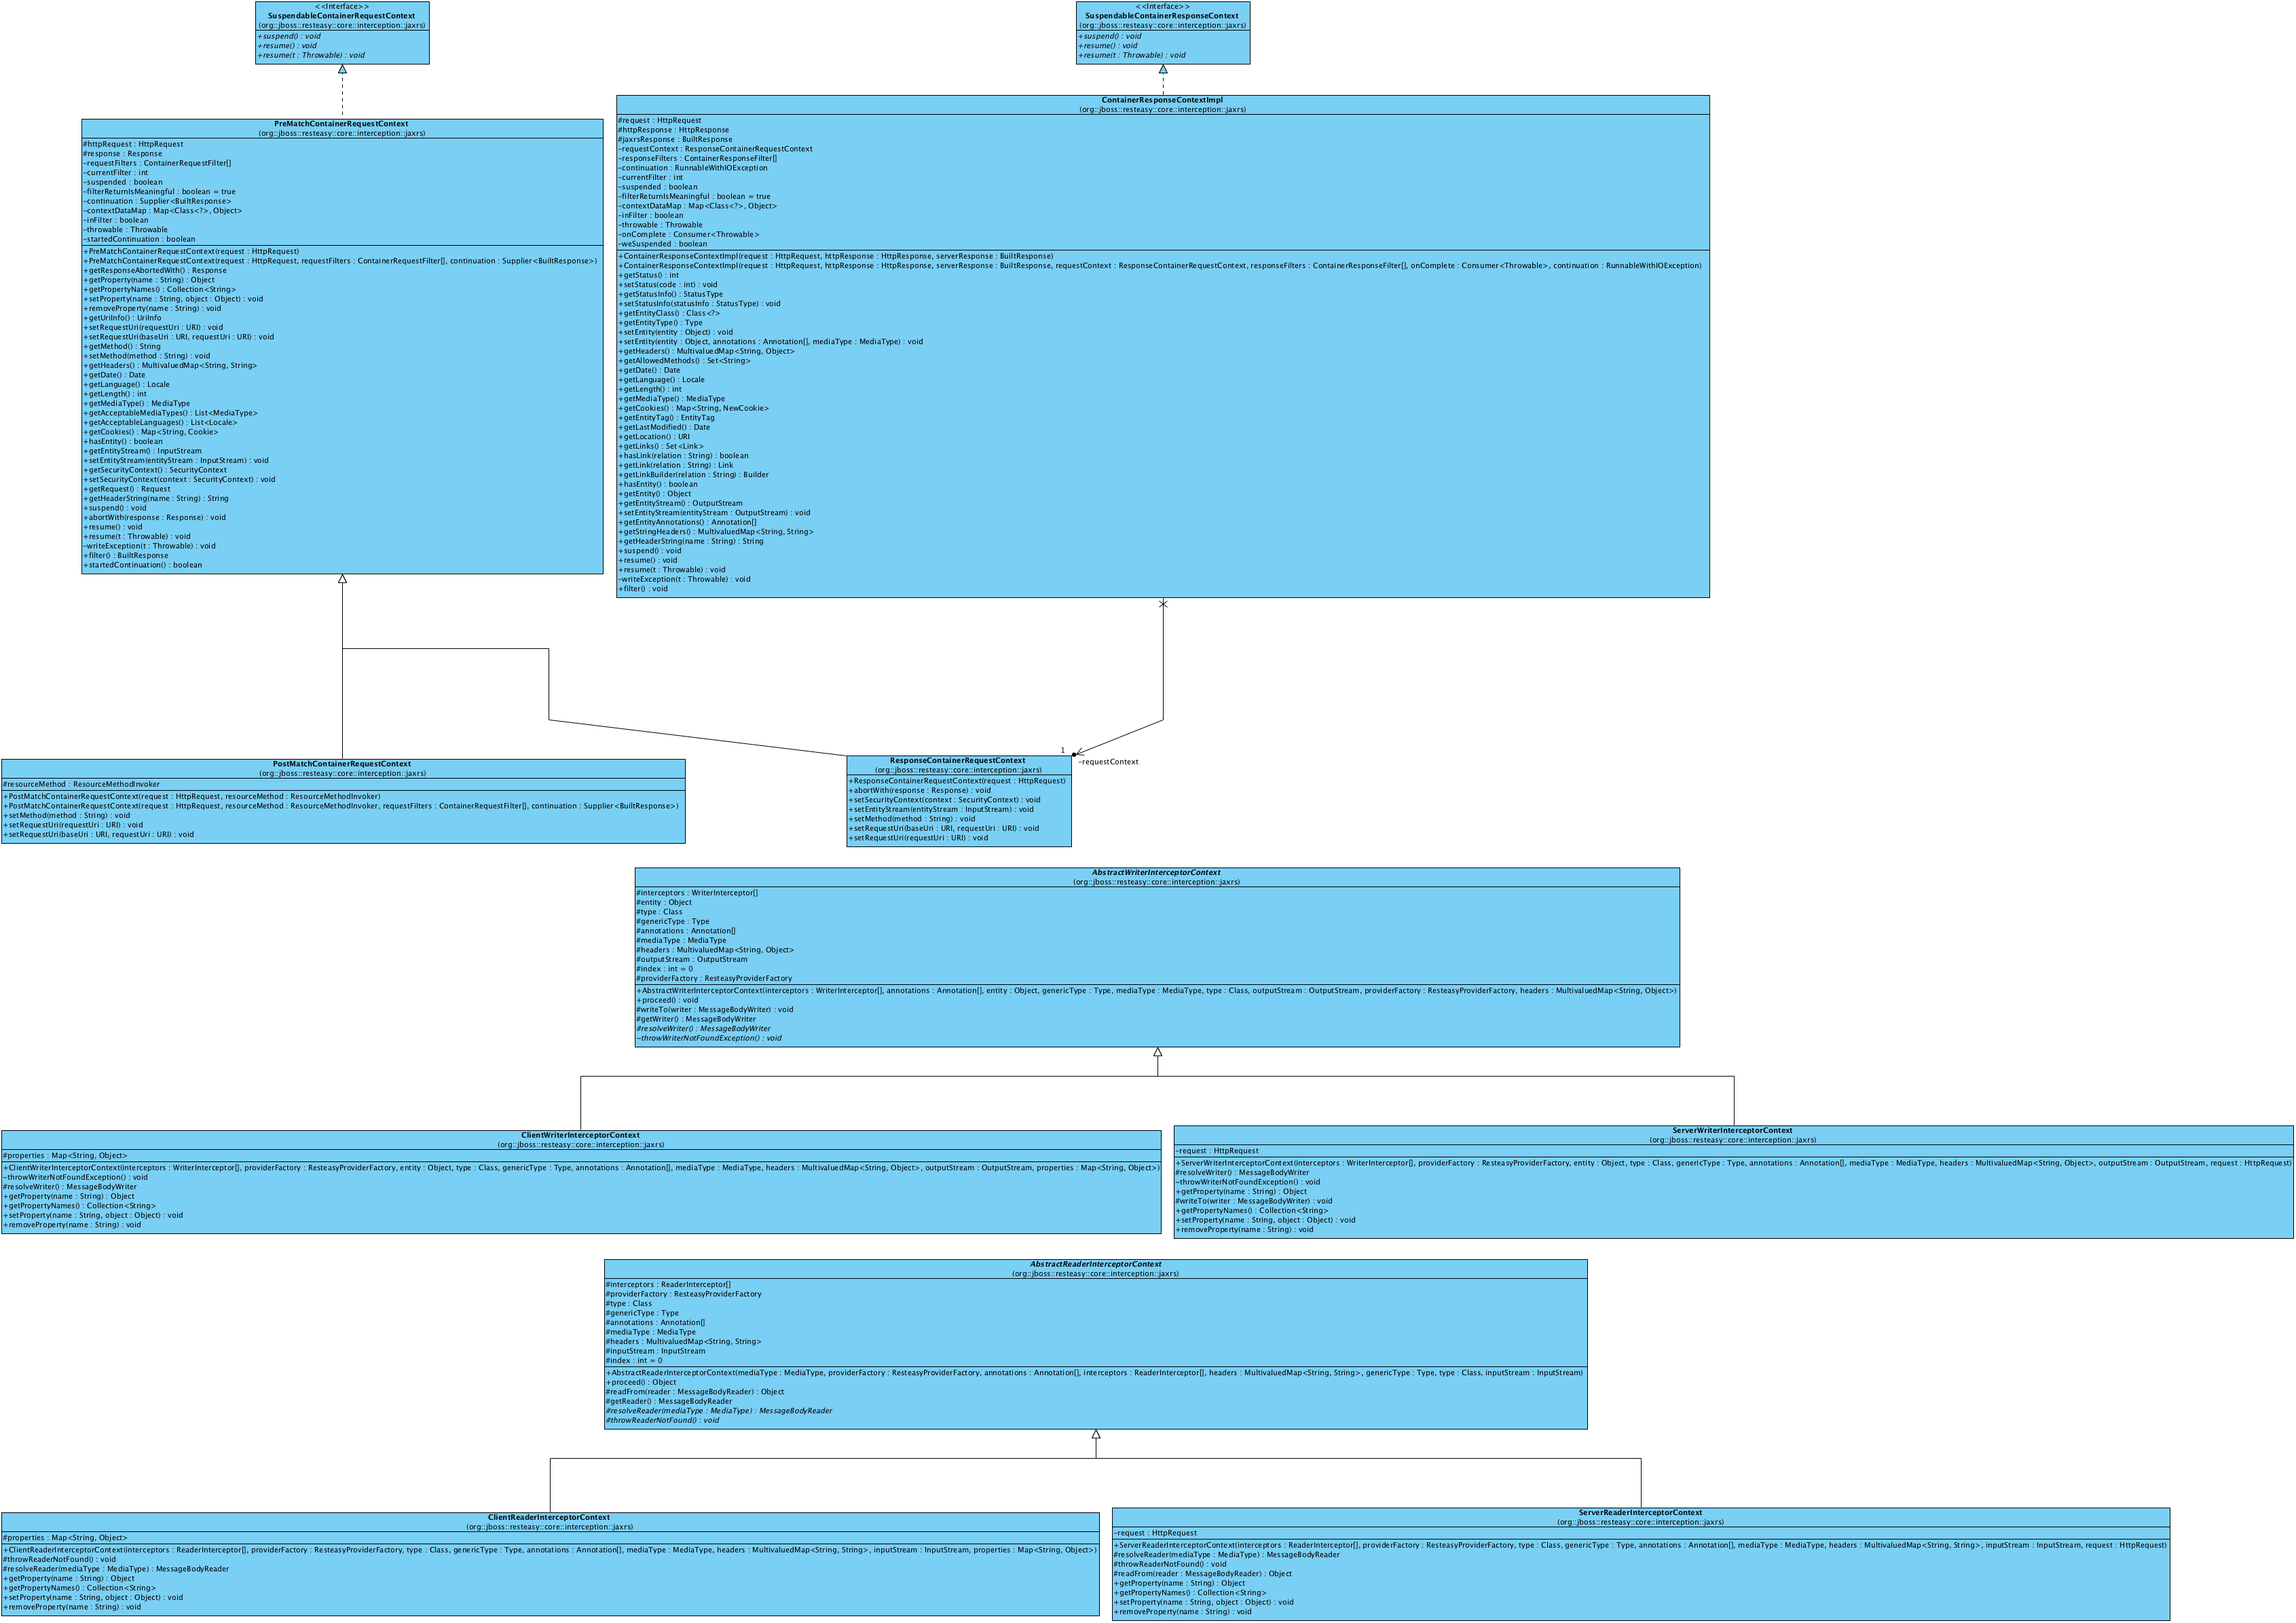 <<Interface>>
SuspendableContainerRequestContext
(org::jboss::resteasy::core::interception::jaxrs)
+suspend() : void
+resume() : void
+resume(t : Throwable) : void
<<Interface>>
SuspendableContainerResponseContext
(org::jboss::resteasy::core::interception::jaxrs)
+suspend() : void
+resume() : void
+resume(t : Throwable) : void
PreMatchContainerRequestContext
(org::jboss::resteasy::core::interception::jaxrs)
#httpRequest : HttpRequest
#response : Response
-requestFilters : ContainerRequestFilter[]
-currentFilter : int
-suspended : boolean
-filterReturnIsMeaningful : boolean = true
-continuation : Supplier<BuiltResponse>
-contextDataMap : Map<Class<?>, Object>
-inFilter : boolean
-throwable : Throwable
-startedContinuation : boolean
+PreMatchContainerRequestContext(request : HttpRequest)
+PreMatchContainerRequestContext(request : HttpRequest, requestFilters : ContainerRequestFilter[], continuation : Supplier<BuiltResponse>)
+getResponseAbortedWith() : Response
+getProperty(name : String) : Object
+getPropertyNames() : Collection<String>
+setProperty(name : String, object : Object) : void
+removeProperty(name : String) : void
+getUriInfo() : UriInfo
+setRequestUri(requestUri : URI) : void
+setRequestUri(baseUri : URI, requestUri : URI) : void
+getMethod() : String
+setMethod(method : String) : void
+getHeaders() : MultivaluedMap<String, String>
+getDate() : Date
+getLanguage() : Locale
+getLength() : int
+getMediaType() : MediaType
+getAcceptableMediaTypes() : List<MediaType>
+getAcceptableLanguages() : List<Locale>
+getCookies() : Map<String, Cookie>
+hasEntity() : boolean
+getEntityStream() : InputStream
+setEntityStream(entityStream : InputStream) : void
+getSecurityContext() : SecurityContext
+setSecurityContext(context : SecurityContext) : void
+getRequest() : Request
+getHeaderString(name : String) : String
+suspend() : void
+abortWith(response : Response) : void
+resume() : void
+resume(t : Throwable) : void
-writeException(t : Throwable) : void
+filter() : BuiltResponse
+startedContinuation() : boolean
ContainerResponseContextImpl
(org::jboss::resteasy::core::interception::jaxrs)
#request : HttpRequest
#httpResponse : HttpResponse
#jaxrsResponse : BuiltResponse
-requestContext : ResponseContainerRequestContext
-responseFilters : ContainerResponseFilter[]
-continuation : RunnableWithIOException
-currentFilter : int
-suspended : boolean
-filterReturnIsMeaningful : boolean = true
-contextDataMap : Map<Class<?>, Object>
-inFilter : boolean
-throwable : Throwable
-onComplete : Consumer<Throwable>
-weSuspended : boolean
+ContainerResponseContextImpl(request : HttpRequest, httpResponse : HttpResponse, serverResponse : BuiltResponse)
+ContainerResponseContextImpl(request : HttpRequest, httpResponse : HttpResponse, serverResponse : BuiltResponse, requestContext : ResponseContainerRequestContext, responseFilters : ContainerResponseFilter[], onComplete : Consumer<Throwable>, continuation : RunnableWithIOException)
+getStatus() : int
+setStatus(code : int) : void
+getStatusInfo() : StatusType
+setStatusInfo(statusInfo : StatusType) : void
+getEntityClass() : Class<?>
+getEntityType() : Type
+setEntity(entity : Object) : void
+setEntity(entity : Object, annotations : Annotation[], mediaType : MediaType) : void
+getHeaders() : MultivaluedMap<String, Object>
+getAllowedMethods() : Set<String>
+getDate() : Date
+getLanguage() : Locale
+getLength() : int
+getMediaType() : MediaType
+getCookies() : Map<String, NewCookie>
+getEntityTag() : EntityTag
+getLastModified() : Date
+getLocation() : URI
+getLinks() : Set<Link>
+hasLink(relation : String) : boolean
+getLink(relation : String) : Link
+getLinkBuilder(relation : String) : Builder
+hasEntity() : boolean
+getEntity() : Object
+getEntityStream() : OutputStream
+setEntityStream(entityStream : OutputStream) : void
+getEntityAnnotations() : Annotation[]
+getStringHeaders() : MultivaluedMap<String, String>
+getHeaderString(name : String) : String
+suspend() : void
+resume() : void
+resume(t : Throwable) : void
-writeException(t : Throwable) : void
+filter() : void
1
-requestContext
PostMatchContainerRequestContext
(org::jboss::resteasy::core::interception::jaxrs)
#resourceMethod : ResourceMethodInvoker
+PostMatchContainerRequestContext(request : HttpRequest, resourceMethod : ResourceMethodInvoker)
+PostMatchContainerRequestContext(request : HttpRequest, resourceMethod : ResourceMethodInvoker, requestFilters : ContainerRequestFilter[], continuation : Supplier<BuiltResponse>)
+setMethod(method : String) : void
+setRequestUri(requestUri : URI) : void
+setRequestUri(baseUri : URI, requestUri : URI) : void
ResponseContainerRequestContext
(org::jboss::resteasy::core::interception::jaxrs)
+ResponseContainerRequestContext(request : HttpRequest)
+abortWith(response : Response) : void
+setSecurityContext(context : SecurityContext) : void
+setEntityStream(entityStream : InputStream) : void
+setMethod(method : String) : void
+setRequestUri(baseUri : URI, requestUri : URI) : void
+setRequestUri(requestUri : URI) : void
AbstractWriterInterceptorContext
(org::jboss::resteasy::core::interception::jaxrs)
#interceptors : WriterInterceptor[]
#entity : Object
#type : Class
#genericType : Type
#annotations : Annotation[]
#mediaType : MediaType
#headers : MultivaluedMap<String, Object>
#outputStream : OutputStream
#index : int = 0
#providerFactory : ResteasyProviderFactory
+AbstractWriterInterceptorContext(interceptors : WriterInterceptor[], annotations : Annotation[], entity : Object, genericType : Type, mediaType : MediaType, type : Class, outputStream : OutputStream, providerFactory : ResteasyProviderFactory, headers : MultivaluedMap<String, Object>)
+proceed() : void
#writeTo(writer : MessageBodyWriter) : void
#getWriter() : MessageBodyWriter
#resolveWriter() : MessageBodyWriter
~throwWriterNotFoundException() : void
ClientWriterInterceptorContext
(org::jboss::resteasy::core::interception::jaxrs)
#properties : Map<String, Object>
+ClientWriterInterceptorContext(interceptors : WriterInterceptor[], providerFactory : ResteasyProviderFactory, entity : Object, type : Class, genericType : Type, annotations : Annotation[], mediaType : MediaType, headers : MultivaluedMap<String, Object>, outputStream : OutputStream, properties : Map<String, Object>)
~throwWriterNotFoundException() : void
#resolveWriter() : MessageBodyWriter
+getProperty(name : String) : Object
+getPropertyNames() : Collection<String>
+setProperty(name : String, object : Object) : void
+removeProperty(name : String) : void
ServerWriterInterceptorContext
(org::jboss::resteasy::core::interception::jaxrs)
-request : HttpRequest
+ServerWriterInterceptorContext(interceptors : WriterInterceptor[], providerFactory : ResteasyProviderFactory, entity : Object, type : Class, genericType : Type, annotations : Annotation[], mediaType : MediaType, headers : MultivaluedMap<String, Object>, outputStream : OutputStream, request : HttpRequest)
#resolveWriter() : MessageBodyWriter
~throwWriterNotFoundException() : void
+getProperty(name : String) : Object
#writeTo(writer : MessageBodyWriter) : void
+getPropertyNames() : Collection<String>
+setProperty(name : String, object : Object) : void
+removeProperty(name : String) : void
AbstractReaderInterceptorContext
(org::jboss::resteasy::core::interception::jaxrs)
#interceptors : ReaderInterceptor[]
#providerFactory : ResteasyProviderFactory
#type : Class
#genericType : Type
#annotations : Annotation[]
#mediaType : MediaType
#headers : MultivaluedMap<String, String>
#inputStream : InputStream
#index : int = 0
+AbstractReaderInterceptorContext(mediaType : MediaType, providerFactory : ResteasyProviderFactory, annotations : Annotation[], interceptors : ReaderInterceptor[], headers : MultivaluedMap<String, String>, genericType : Type, type : Class, inputStream : InputStream)
+proceed() : Object
#readFrom(reader : MessageBodyReader) : Object
#getReader() : MessageBodyReader
#resolveReader(mediaType : MediaType) : MessageBodyReader
#throwReaderNotFound() : void
ClientReaderInterceptorContext
(org::jboss::resteasy::core::interception::jaxrs)
#properties : Map<String, Object>
+ClientReaderInterceptorContext(interceptors : ReaderInterceptor[], providerFactory : ResteasyProviderFactory, type : Class, genericType : Type, annotations : Annotation[], mediaType : MediaType, headers : MultivaluedMap<String, String>, inputStream : InputStream, properties : Map<String, Object>)
#throwReaderNotFound() : void
#resolveReader(mediaType : MediaType) : MessageBodyReader
+getProperty(name : String) : Object
+getPropertyNames() : Collection<String>
+setProperty(name : String, object : Object) : void
+removeProperty(name : String) : void
ServerReaderInterceptorContext
(org::jboss::resteasy::core::interception::jaxrs)
-request : HttpRequest
+ServerReaderInterceptorContext(interceptors : ReaderInterceptor[], providerFactory : ResteasyProviderFactory, type : Class, genericType : Type, annotations : Annotation[], mediaType : MediaType, headers : MultivaluedMap<String, String>, inputStream : InputStream, request : HttpRequest)
#resolveReader(mediaType : MediaType) : MessageBodyReader
#throwReaderNotFound() : void
#readFrom(reader : MessageBodyReader) : Object
+getProperty(name : String) : Object
+getPropertyNames() : Collection<String>
+setProperty(name : String, object : Object) : void
+removeProperty(name : String) : void